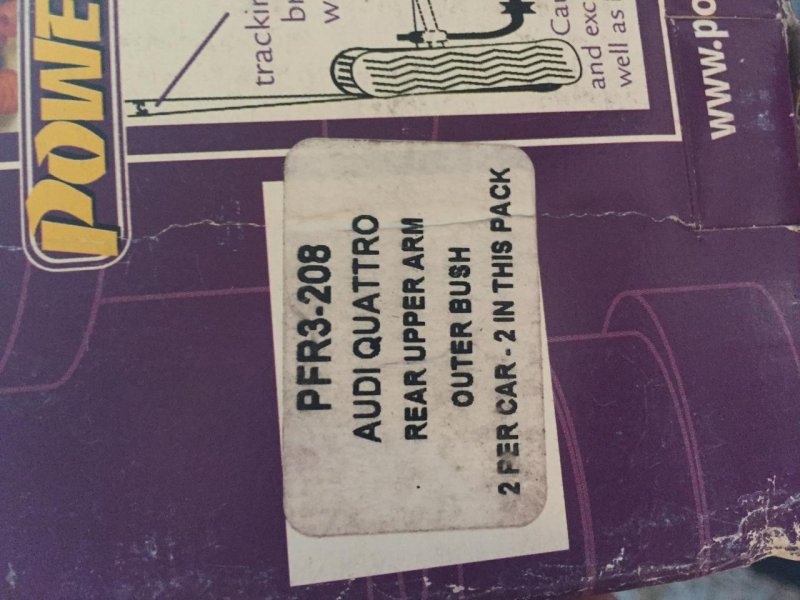 POWE
trackin
br
w
Ca
and exc
well as
www.po
PFR3-208
AUDI QUATTRO
REAR UPPER ARM
OUTER BUSH
2 PER CAR - 2 IN THIS PACK